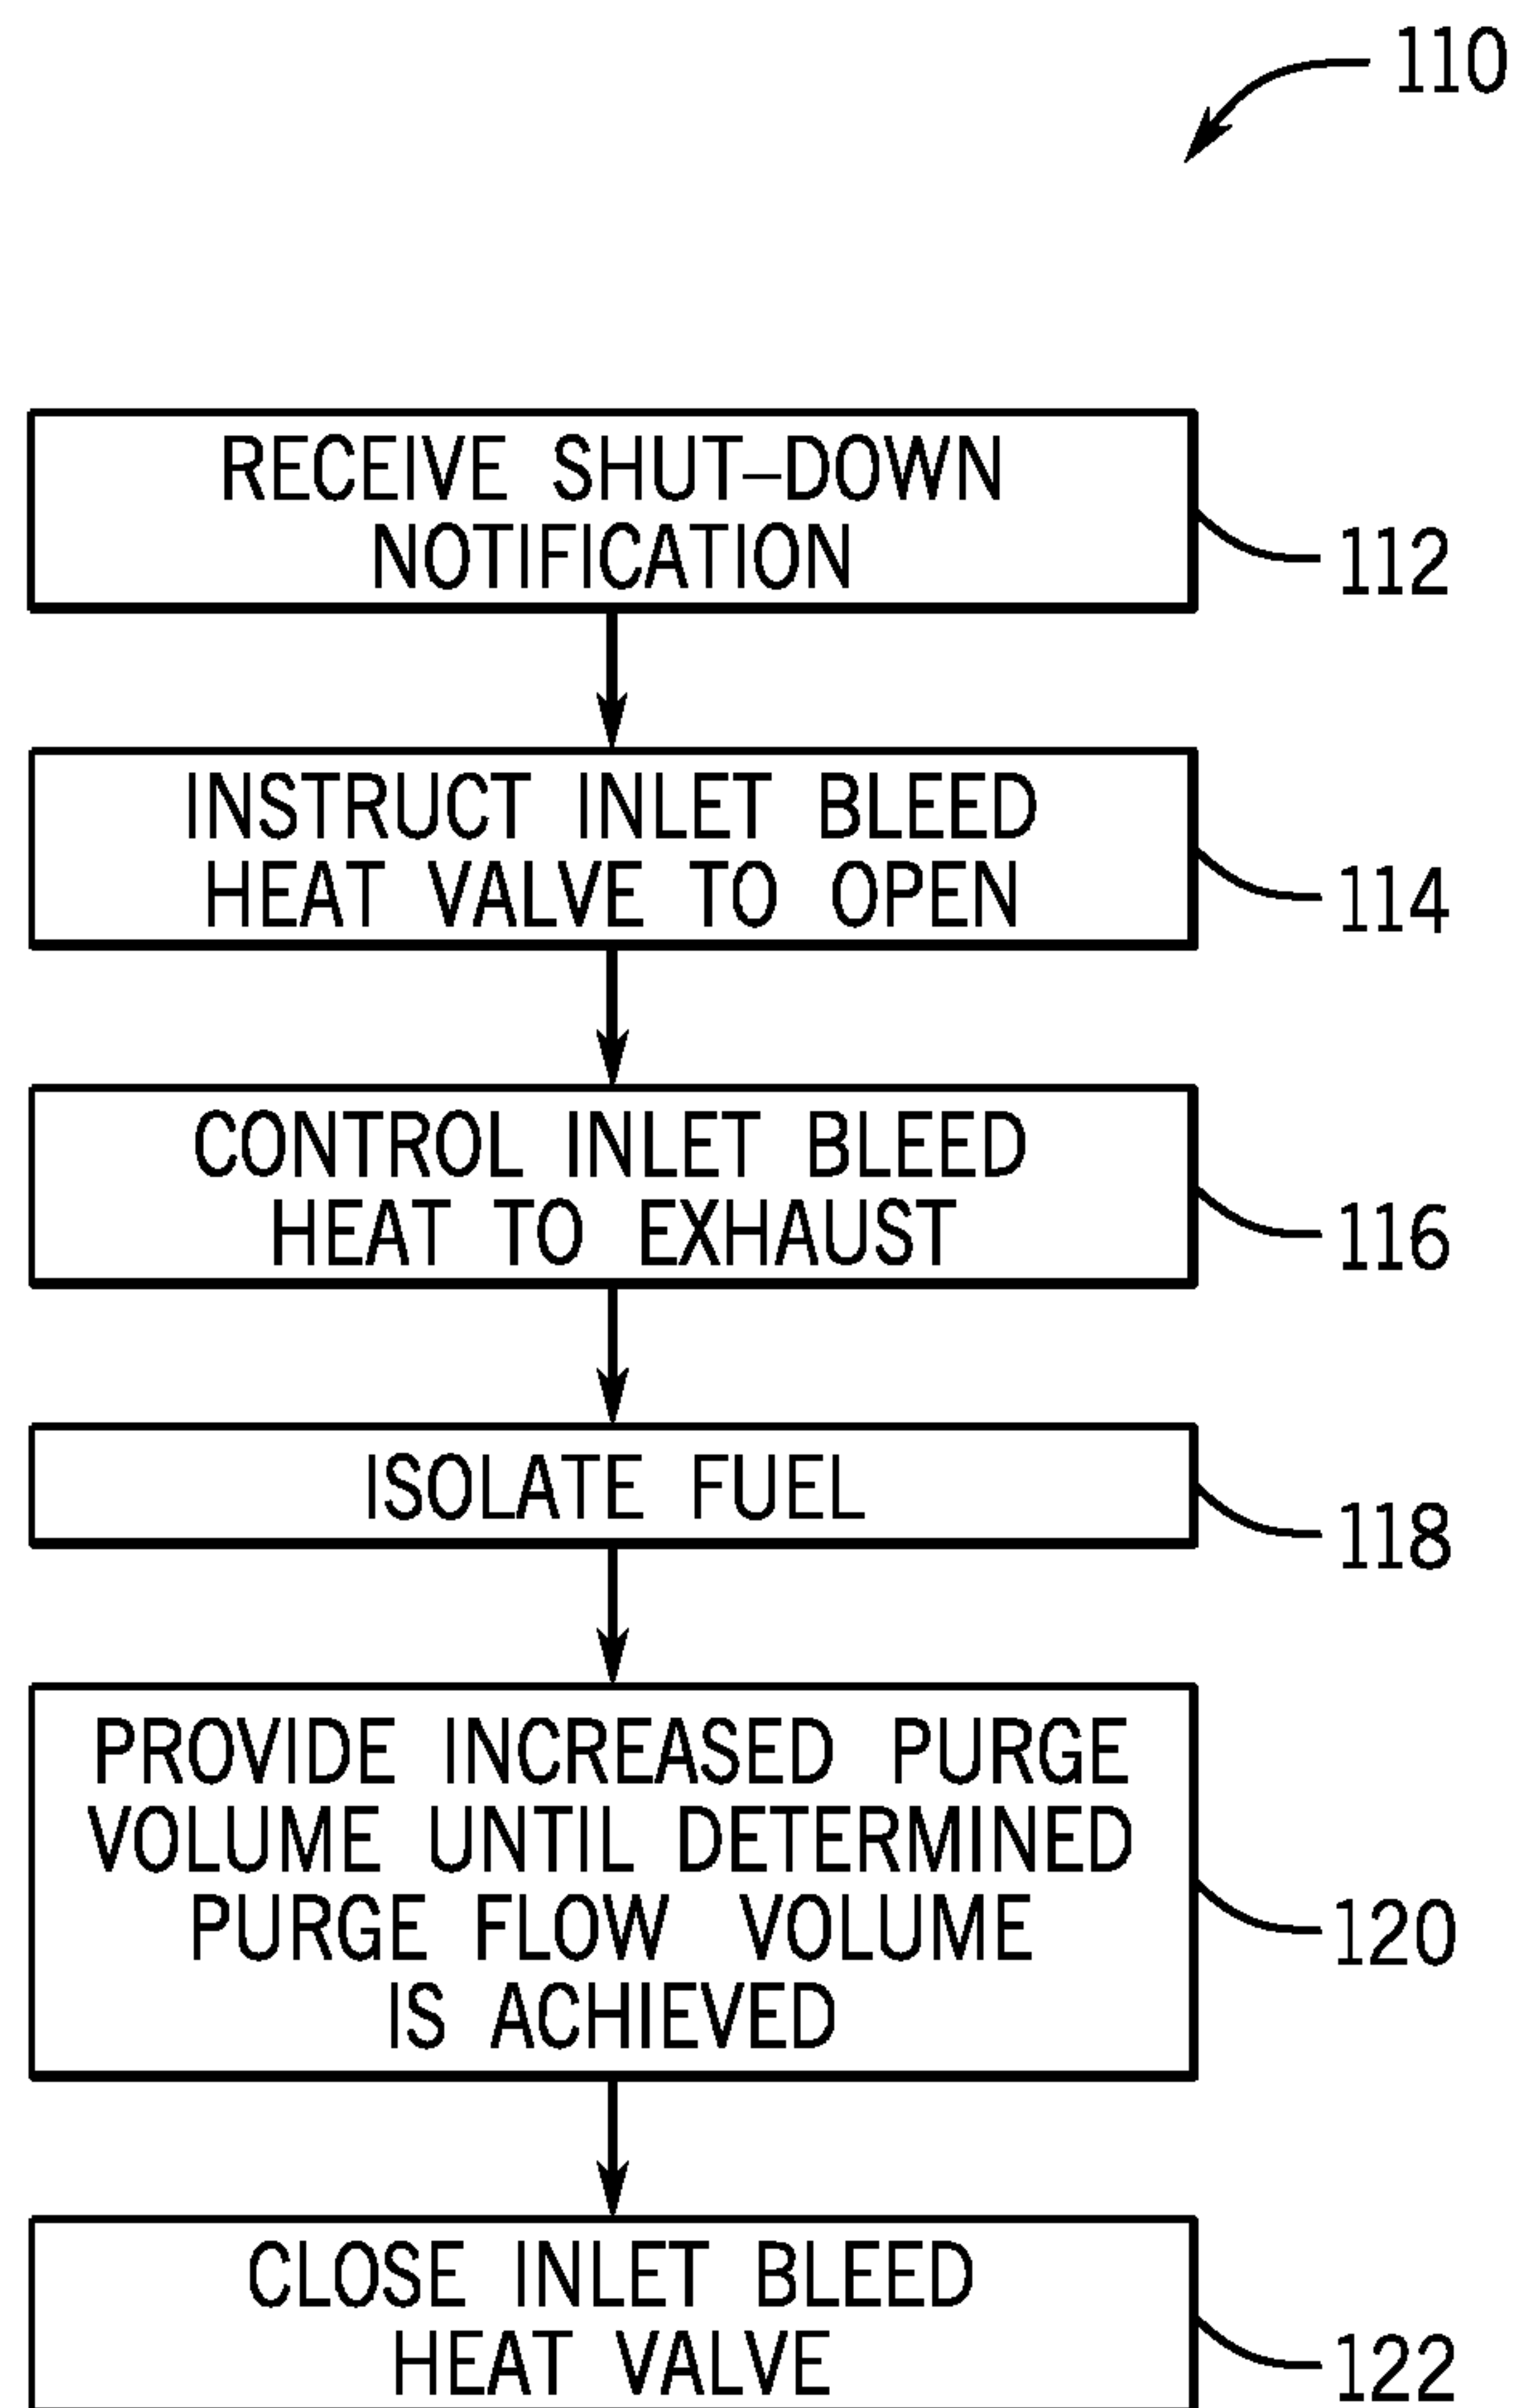 110
RECEIVE SHUT-DOWN
NOTIFICATION
112
INSTRUCT INLET BLEED
HEAT VALVE TO OPEN
114
CONTROL INLET BLEED
HEAT TO EXHAUST
116
ISOLATE FUEL
118
PROVIDE INCREASED PURGE
VOLUME UNTIL DETERMINED
PURGE FLOW VOLUME
IS ACHIEVED
120
CLOSE INLET BLEED
HEAT VALVE
122